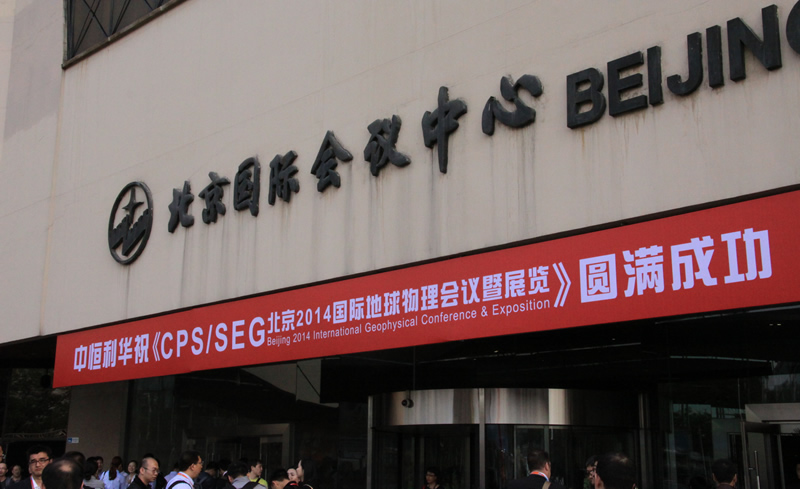 北京国际会议中心 BEIJING
中恒利华祝《CPS/SEG北京2014国际地球物理会议暨展览》圆满成功
Beijing 2014 International Geophysical Conference & Exposition